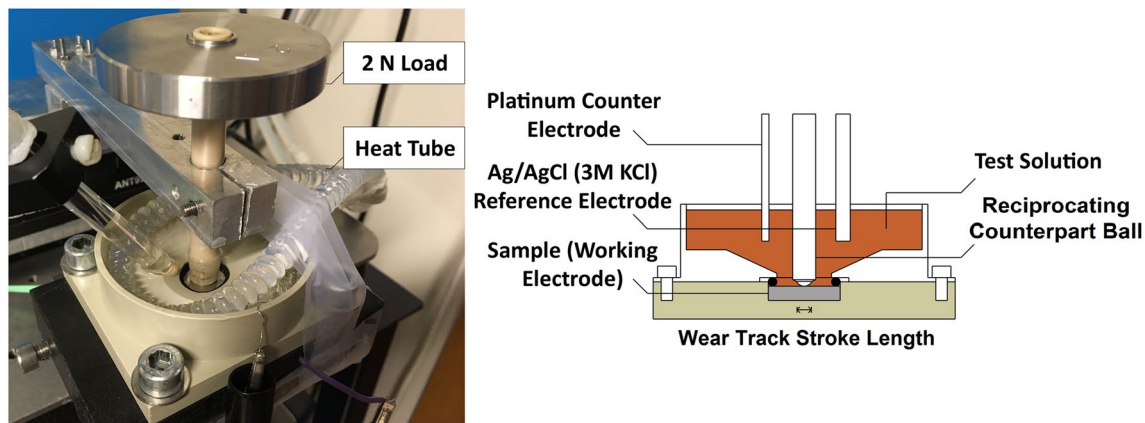 2 N Load
Heat Tube
ANT9
Platinum Counter
Electrode
Ag/AgCl (3M KCl)
Reference Electrode
Sample (Working
Electrode)
Test Solution
Reciprocating
Counterpart Ball
Wear Track Stroke Length